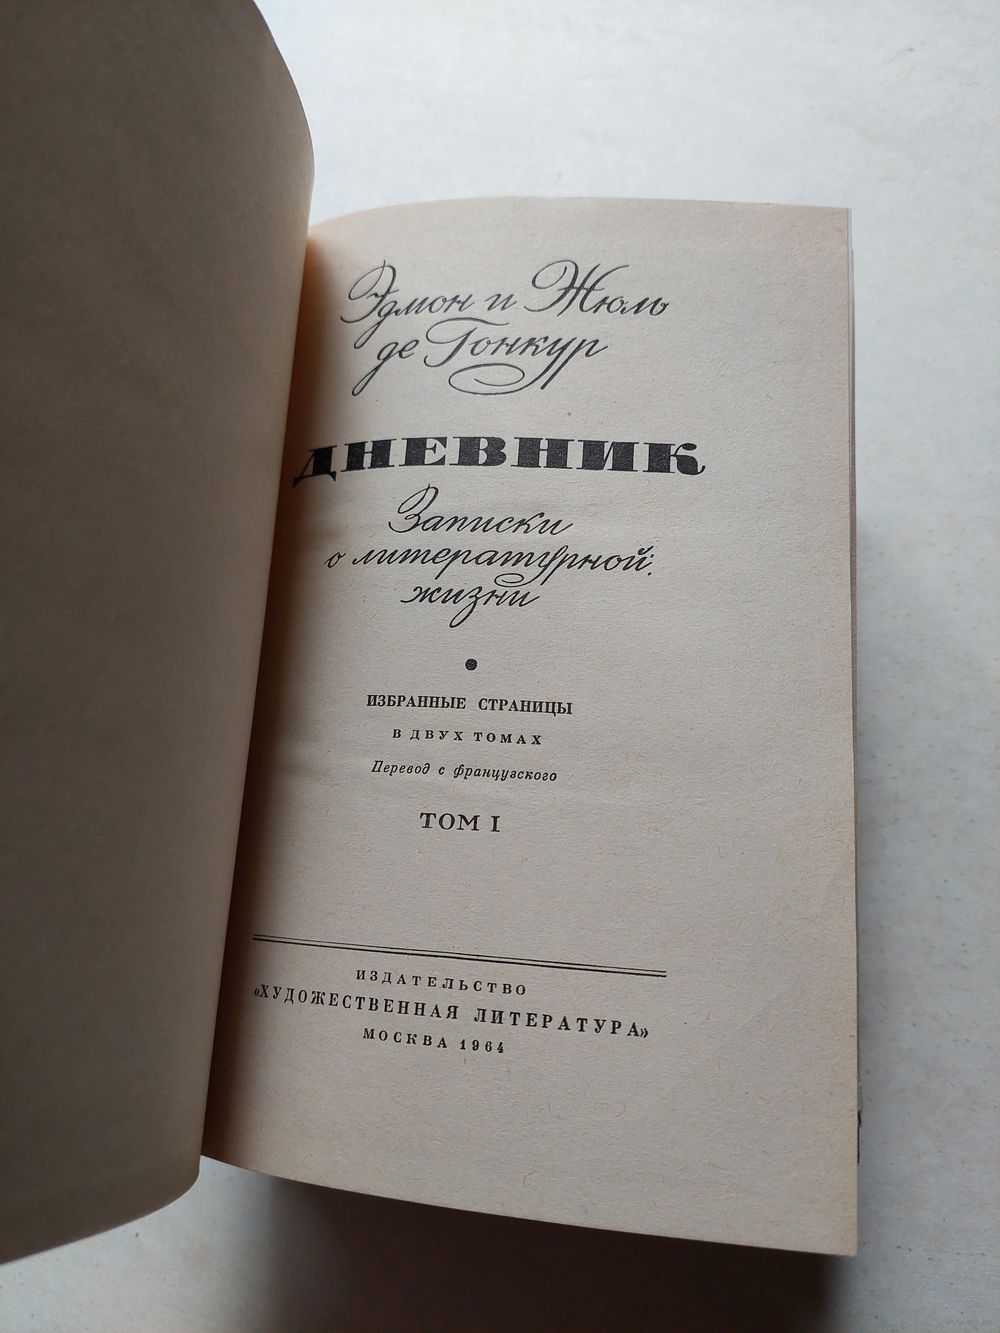 Эдмон и Жюль
де Гонкур
ДНЕВНИК
Записки
о литературной
жизни
ИЗБРАННЫЕ СТРАНИЦЫ
В ДВУХ ТОМАХ
Перевод с французского
ТОМ I
ИЗДАТЕЛЬСТВО
«ХУДОЖЕСТВЕННАЯ ЛИТЕРАТУРА»
МОСКВА 1964